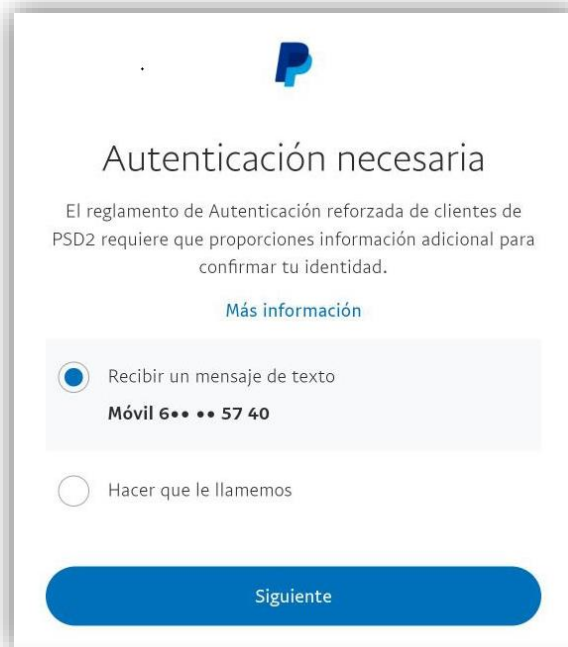 Autenticación necesaria
El reglamento de Autenticación reforzada de clientes de
PSD2 requiere que proporciones información adicional para
confirmar tu identidad.
Más información
Recibir un mensaje de texto
Móvil 6•• •• 57 40
Hacer que le llamemos
Siguiente